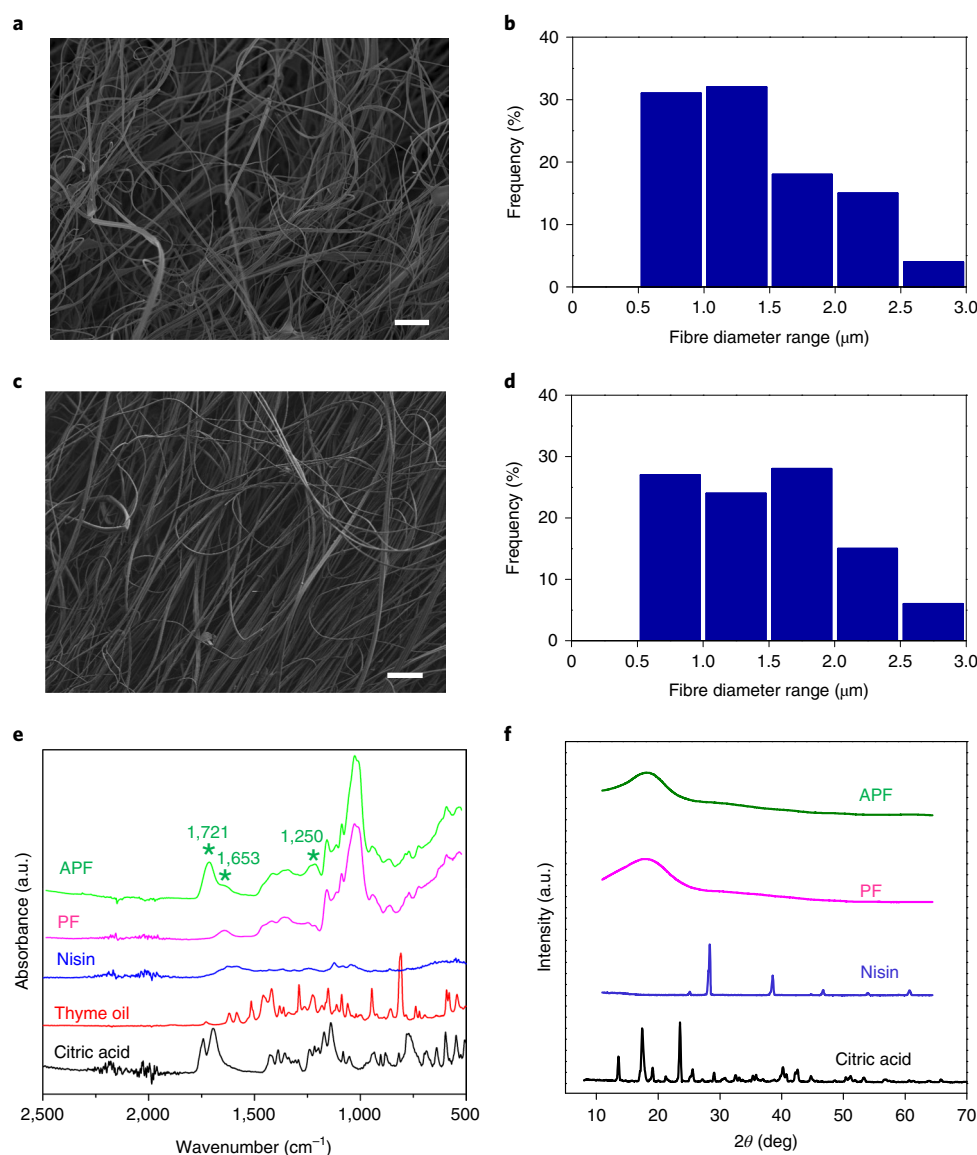 a
b
40
30
20
10
0
Frequency (%)
0 0.5 1.0 1.5 2.0 2.5 3.0
Fibre diameter range (μm)
c
d
40
30
20
10
0
Frequency (%)
0 0.5 1.0 1.5 2.0 2.5 3.0
Fibre diameter range (μm)
e
1,721
1,653
1,250
APF
PF
Nisin
Thyme oil
Citric acid
Absorbance (a.u.)
2,500 2,000 1,500 1,000 500
Wavenumber (cm⁻¹)
f
APF
PF
Nisin
Citric acid
Intensity (a.u.)
10 20 30 40 50 60 70
2θ (deg)